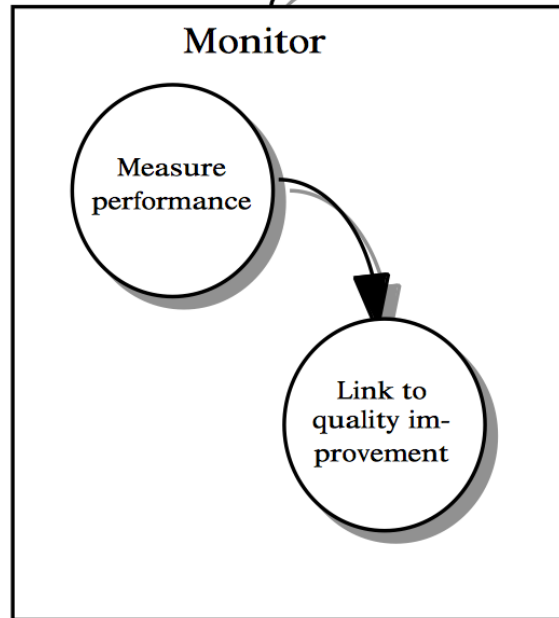 Monitor
Measure
performance
Link to
quality im-
provement